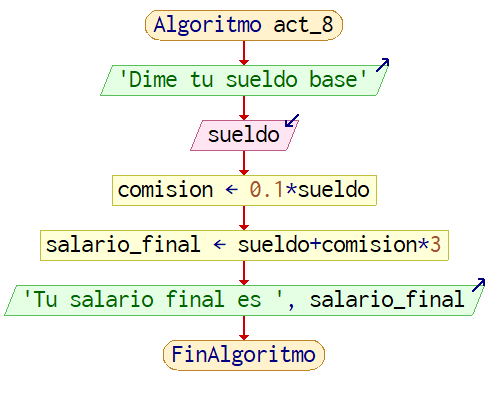 Algoritmo act_8
'Dime tu sueldo base'
sueldo
comision ← 0.1*sueldo
salario_final ← sueldo+comision*3
'Tu salario final es ', salario_final
FinAlgoritmo